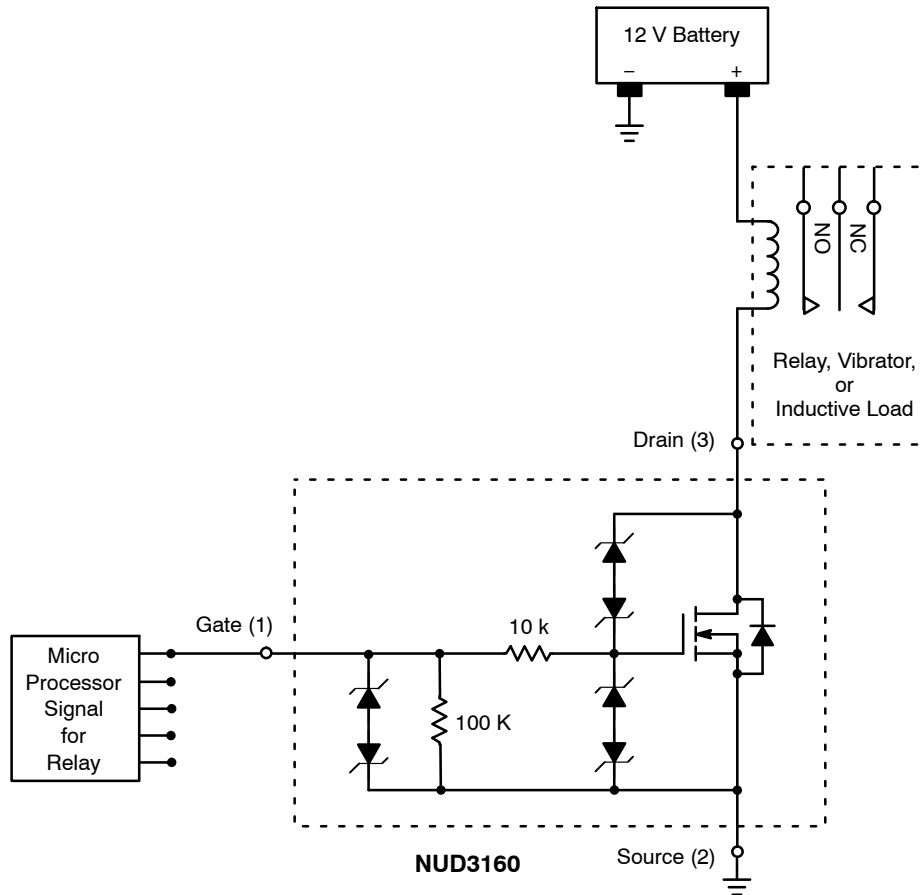 12 V Battery
– +
NO
NC
Relay, Vibrator,
or
Inductive Load
Drain (3)
Gate (1)
10 k
Micro
Processor
Signal
for
Relay
100 K
Source (2)
NUD3160